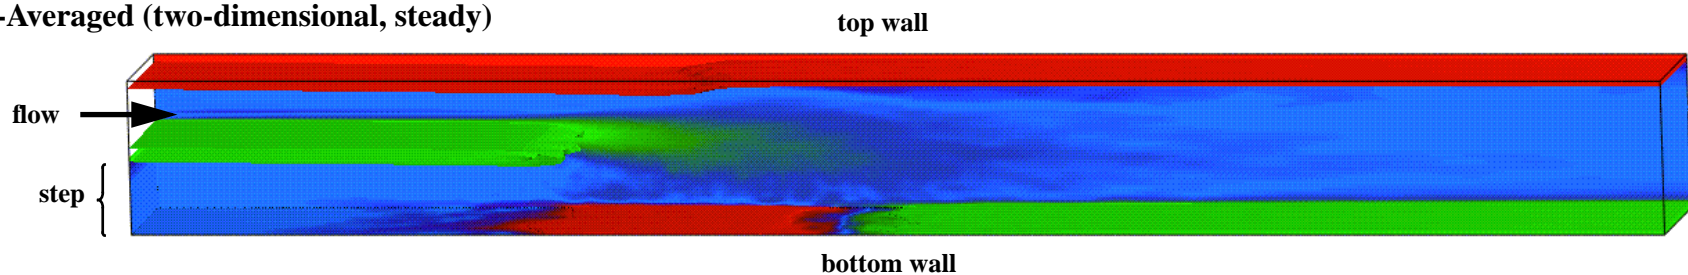 -Averaged (two-dimensional, steady)
top wall
flow
step
bottom wall